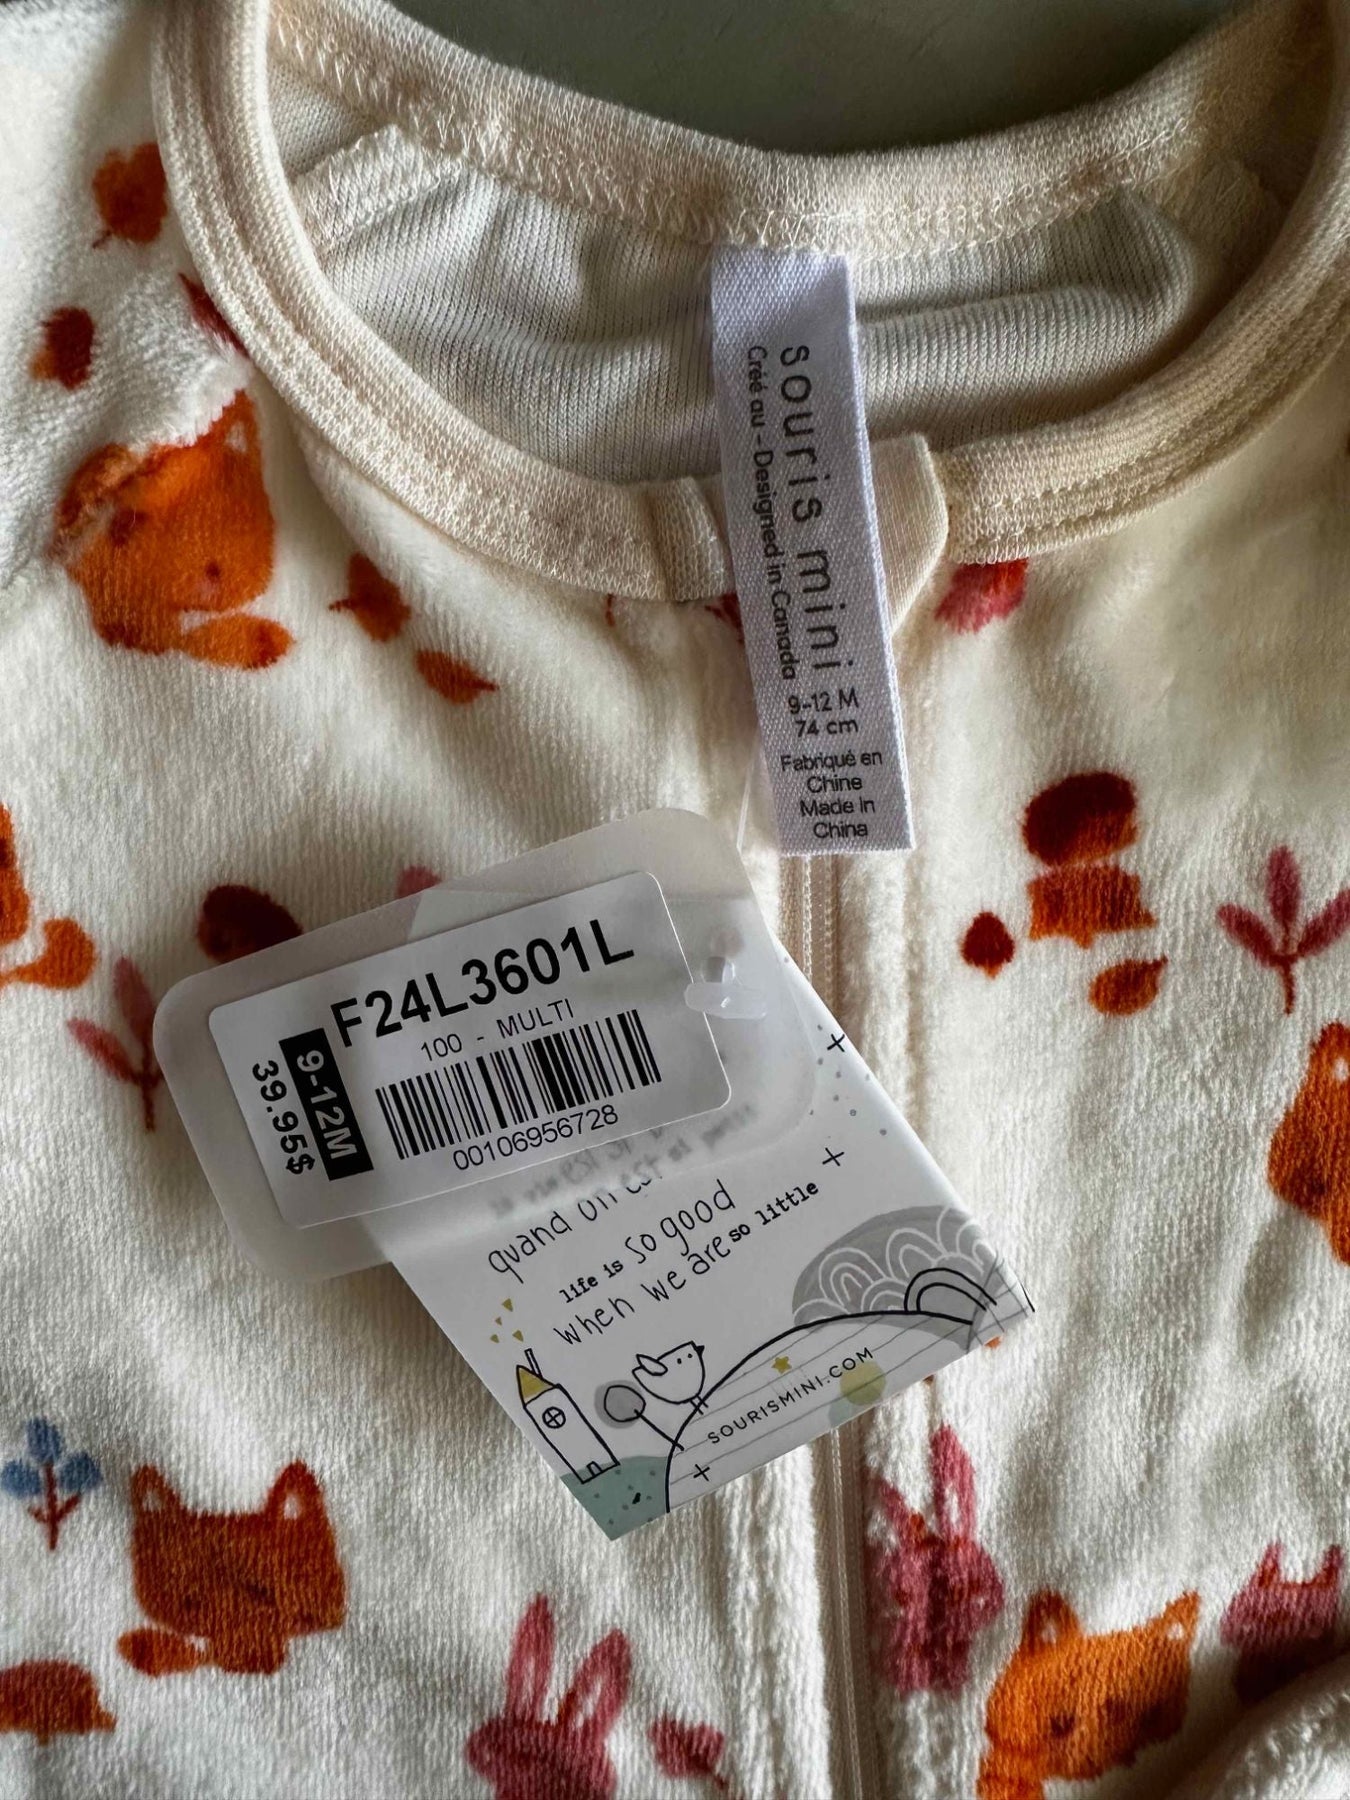 souris mini
Créé au - Designed in Canada
9-12 M
74 cm
Fabriqué en
Chine
Made in
China
F24L3601L
100 - MULTI
9-12M
39.95$
00106956728
quand on est
life is so good
when we are so little
SOURISMINI.COM